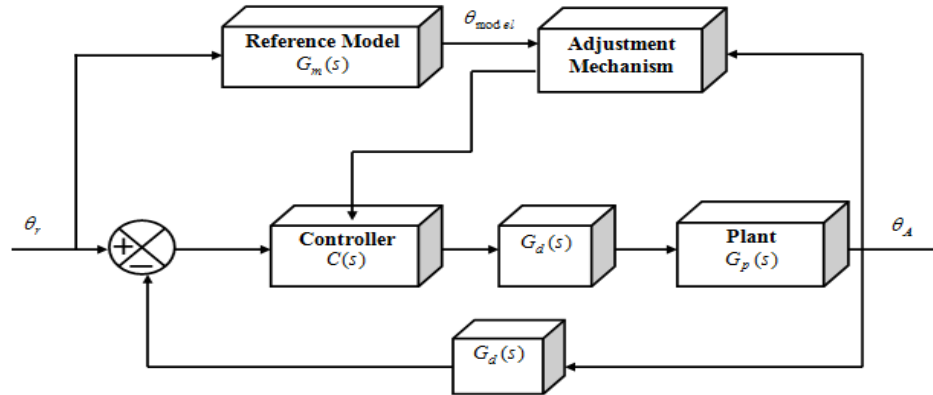 θ_model
Reference Model
G_m(s)
Adjustment
Mechanism
θ_r
+
−
Controller
C(s)
G_d(s)
Plant
G_p(s)
θ_A
G_d(s)